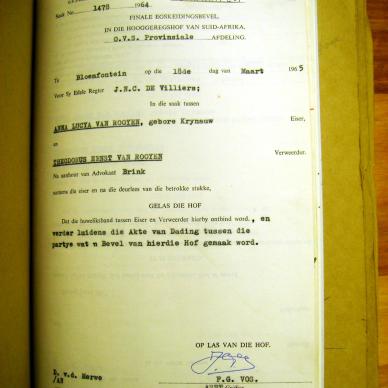 Saak No. 1478 1964
FINALE EGSKEIDINGSBEVEL.
IN DIE HOOGGEREGSHOF VAN SUID-AFRIKA.
O.V.S. Provinsiale AFDELING.
Te Bloemfontein op die 18de dag van Maart 1965
Voor Sy Edele Regter J.N.C. DE Villiers;
In die saak tussen
ANNA LUCYA VAN ROOYEN, gebore Krynauw Eiser,
en
THEODORUS ERNST VAN ROOYEN Verweerder.
Na aanhoor van Advokaat Brink
namens die eiser en na die deurlees van die betrokke stukke,
GELAS DIE HOF
Dat die huweliksband tussen Eiser en Verweerder hierby ontbind word, en
verder luidens die Akte van Dading tussen die
partye wat n Bevel van hierdie Hof gemaak word.
OP LAS VAN DIE HOF.
D. v.d. Merwe
/AH
F.G. VOS.
Griffier